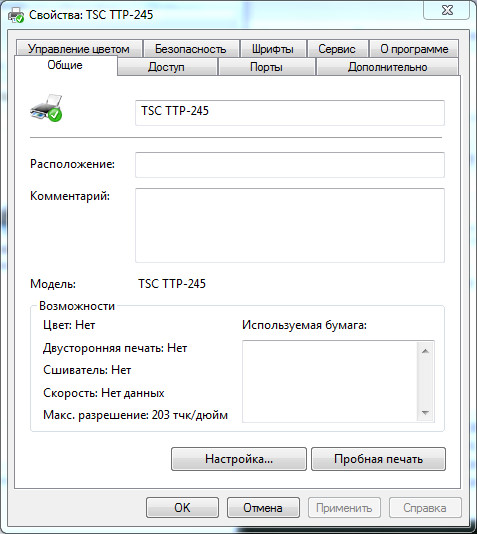 Свойства: TSC TTP-245
Управление цветом Безопасность Шрифты Сервис О программе
Общие Доступ Порты Дополнительно
TSC TTP-245
Расположение:
Комментарий:
Модель: TSC TTP-245
Возможности
Цвет: Нет Используемая бумага:
Двусторонняя печать: Нет
Сшиватель: Нет
Скорость: Нет данных
Макс. разрешение: 203 тчк/дюйм
Настройка... Пробная печать
OK Отмена Применить Справка